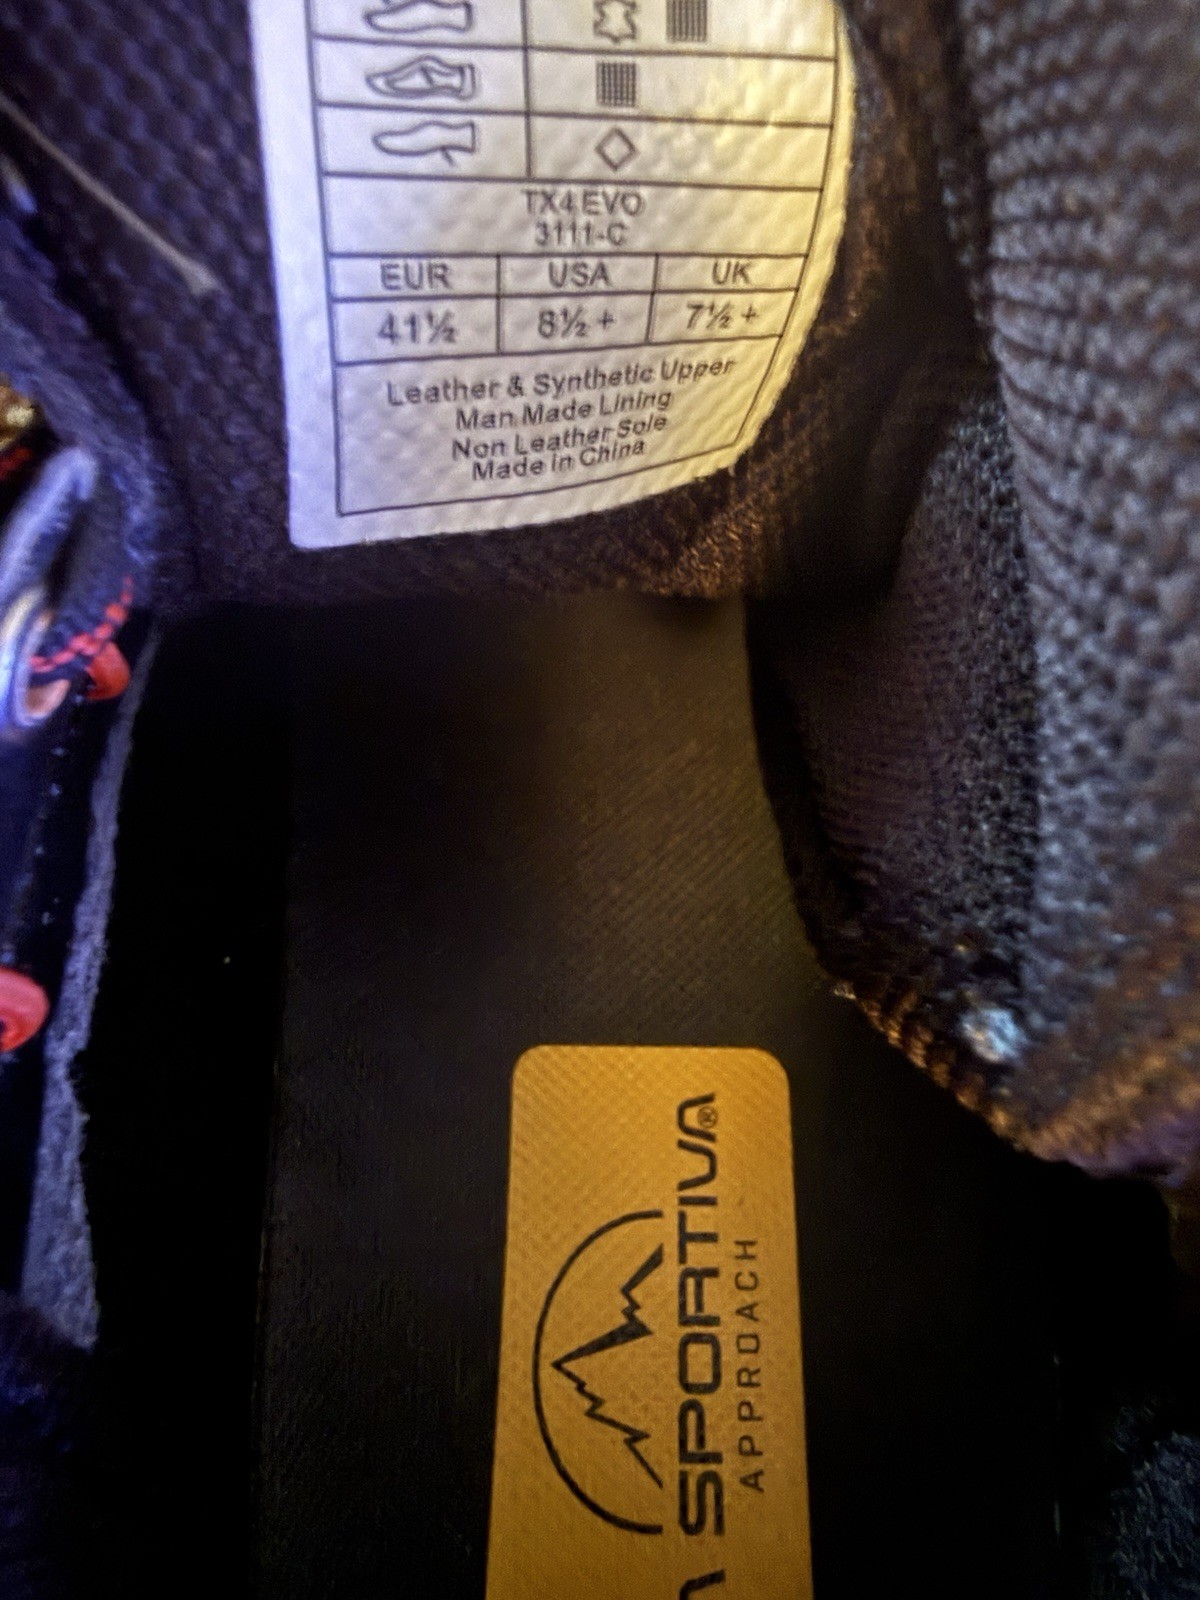 TX4 EVO
3111-C
EUR USA UK
41½ 8½ + 7½ +
Leather & Synthetic Upper
Man Made Lining
Non Leather Sole
Made in China
SPORTIVA®
APPROACH